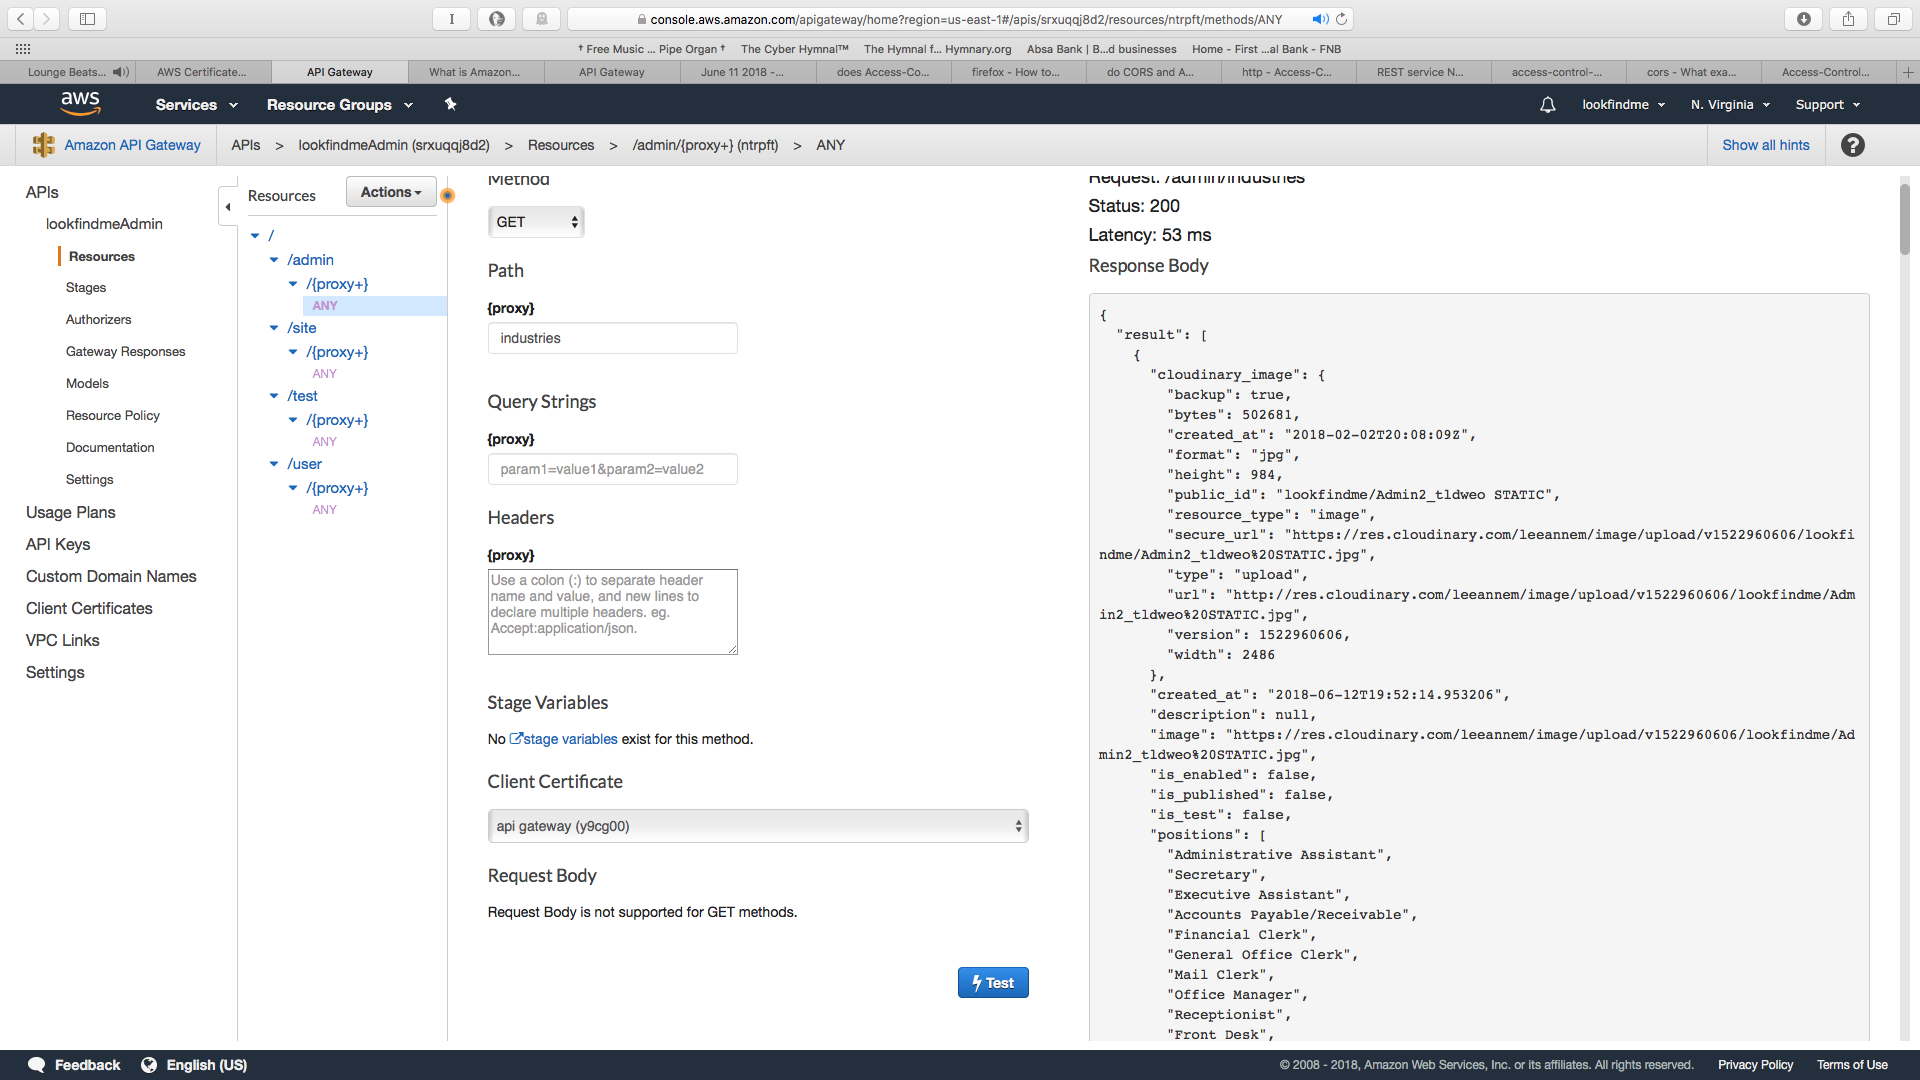 console.aws.amazon.com/apigateway/home?region=us-east-1#/apis/srxuqqj8d2/resources/ntrpft/methods/ANY
† Free Music ... Pipe Organ † The Cyber Hymnal™ The Hymnal f... Hymnary.org Absa Bank | B...d businesses Home - First ...al Bank - FNB
Lounge Beats... AWS Certificate... API Gateway What is Amazon... API Gateway June 11 2018 -... does Access-Co... firefox - How to... do CORS and A... http - Access-C... REST service N... access-control-... cors - What exa... Access-Control...
aws Services Resource Groups lookfindme N. Virginia Support
Amazon API Gateway APIs > lookfindmeAdmin (srxuqqj8d2) > Resources > /admin/{proxy+} (ntrpft) > ANY Show all hints ?
APIs
lookfindmeAdmin
Resources
Stages
Authorizers
Gateway Responses
Models
Resource Policy
Documentation
Settings
Usage Plans
API Keys
Custom Domain Names
Client Certificates
VPC Links
Settings
Resources Actions
/
/admin
/{proxy+}
ANY
/site
/{proxy+}
ANY
/test
/{proxy+}
ANY
/user
/{proxy+}
ANY
Method
GET
Path
{proxy}
industries
Query Strings
{proxy}
param1=value1&param2=value2
Headers
{proxy}
Use a colon (:) to separate header
name and value, and new lines to
declare multiple headers. eg.
Accept:application/json.
Stage Variables
No stage variables exist for this method.
Client Certificate
api gateway (y9cg00)
Request Body
Request Body is not supported for GET methods.
Test
Request: /admin/industries
Status: 200
Latency: 53 ms
Response Body
{
"result": [
{
"cloudinary_image": {
"backup": true,
"bytes": 502681,
"created_at": "2018-02-02T20:08:09Z",
"format": "jpg",
"height": 984,
"public_id": "lookfindme/Admin2_tldweo STATIC",
"resource_type": "image",
"secure_url": "https://res.cloudinary.com/leeannem/image/upload/v1522960606/lookfi
ndme/Admin2_tldweo%20STATIC.jpg",
"type": "upload",
"url": "http://res.cloudinary.com/leeannem/image/upload/v1522960606/lookfindme/Adm
in2_tldweo%20STATIC.jpg",
"version": 1522960606,
"width": 2486
},
"created_at": "2018-06-12T19:52:14.953206",
"description": null,
"image": "https://res.cloudinary.com/leeannem/image/upload/v1522960606/lookfindme/Ad
min2_tldweo%20STATIC.jpg",
"is_enabled": false,
"is_published": false,
"is_test": false,
"positions": [
"Administrative Assistant",
"Secretary",
"Executive Assistant",
"Accounts Payable/Receivable",
"Financial Clerk",
"General Office Clerk",
"Mail Clerk",
"Office Manager",
"Receptionist",
"Front Desk",
Feedback English (US) © 2008 - 2018, Amazon Web Services, Inc. or its affiliates. All rights reserved. Privacy Policy Terms of Use